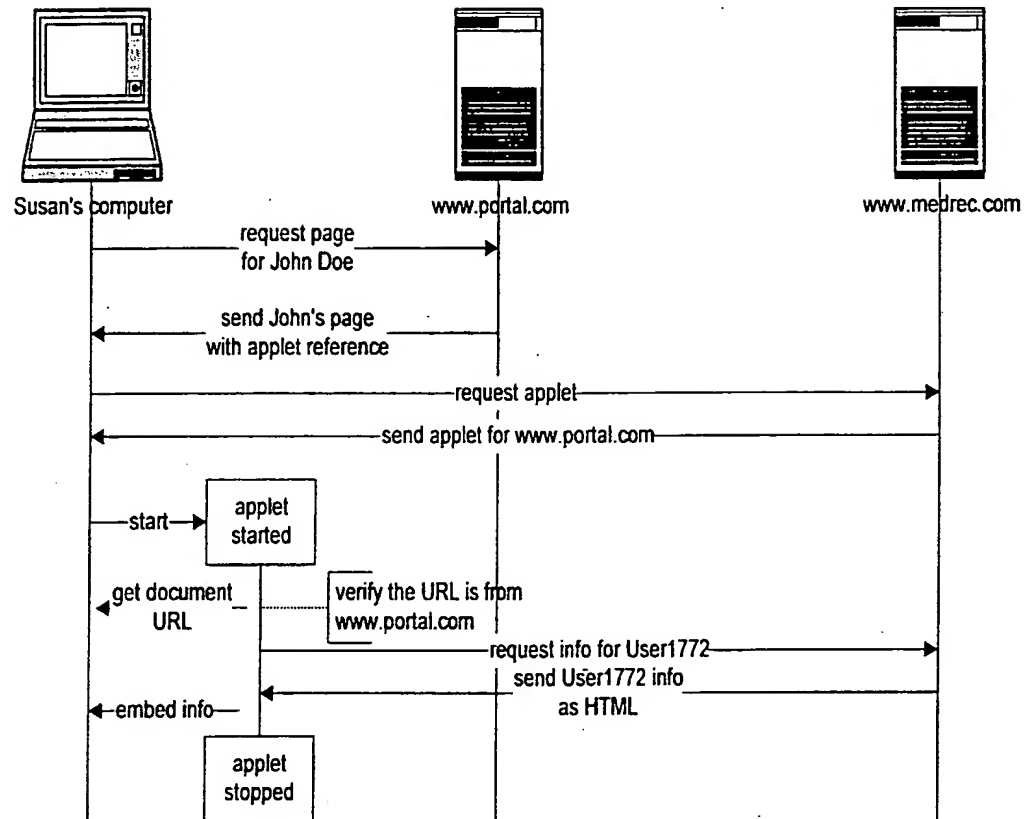 Susan's computer
www.portal.com
www.medrec.com
request page
for John Doe
send John's page
with applet reference
request applet
send applet for www.portal.com
start
applet
started
get document
URL
verify the URL is from
www.portal.com
request info for User1772
send User1772 info
as HTML
embed info
applet
stopped